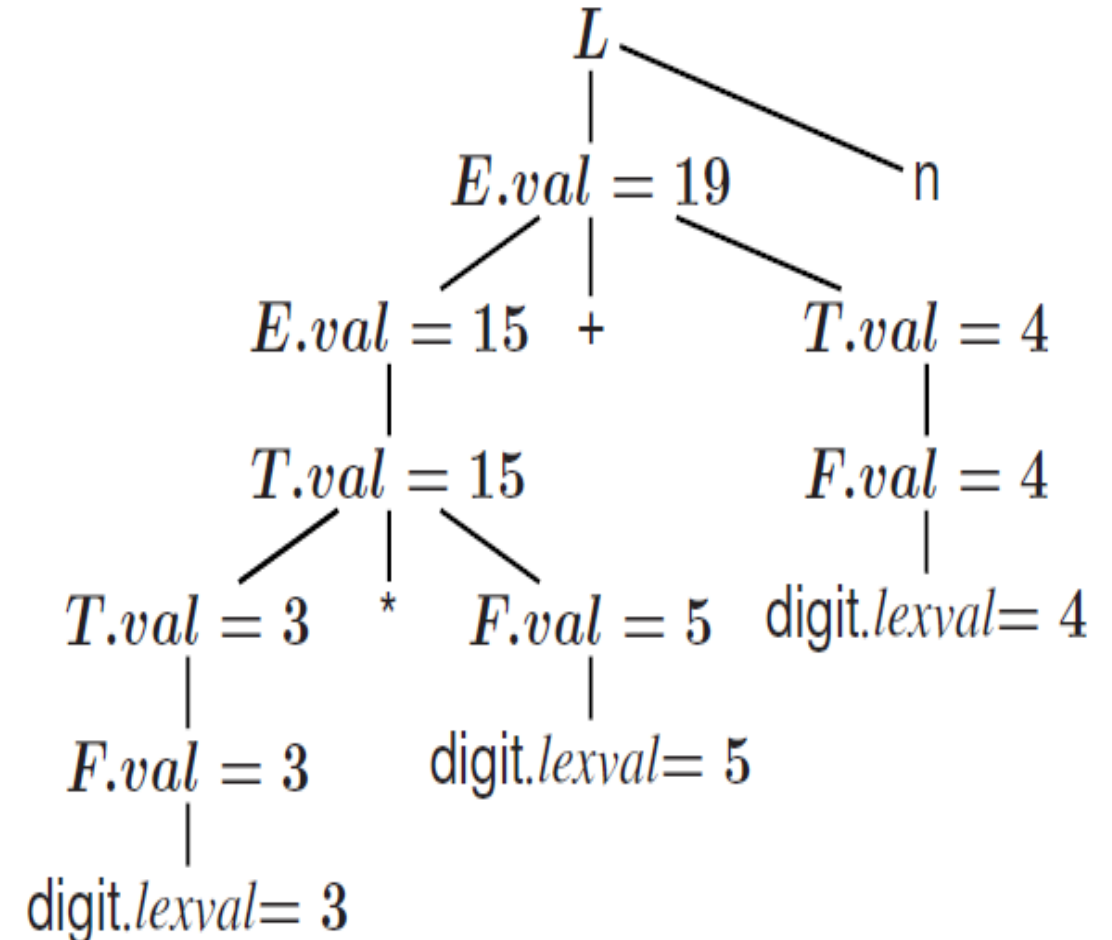 L
E.val = 19
n
E.val = 15
+
T.val = 4
T.val = 15
F.val = 4
T.val = 3
*
F.val = 5
digit.lexval= 4
F.val = 3
digit.lexval= 5
digit.lexval= 3